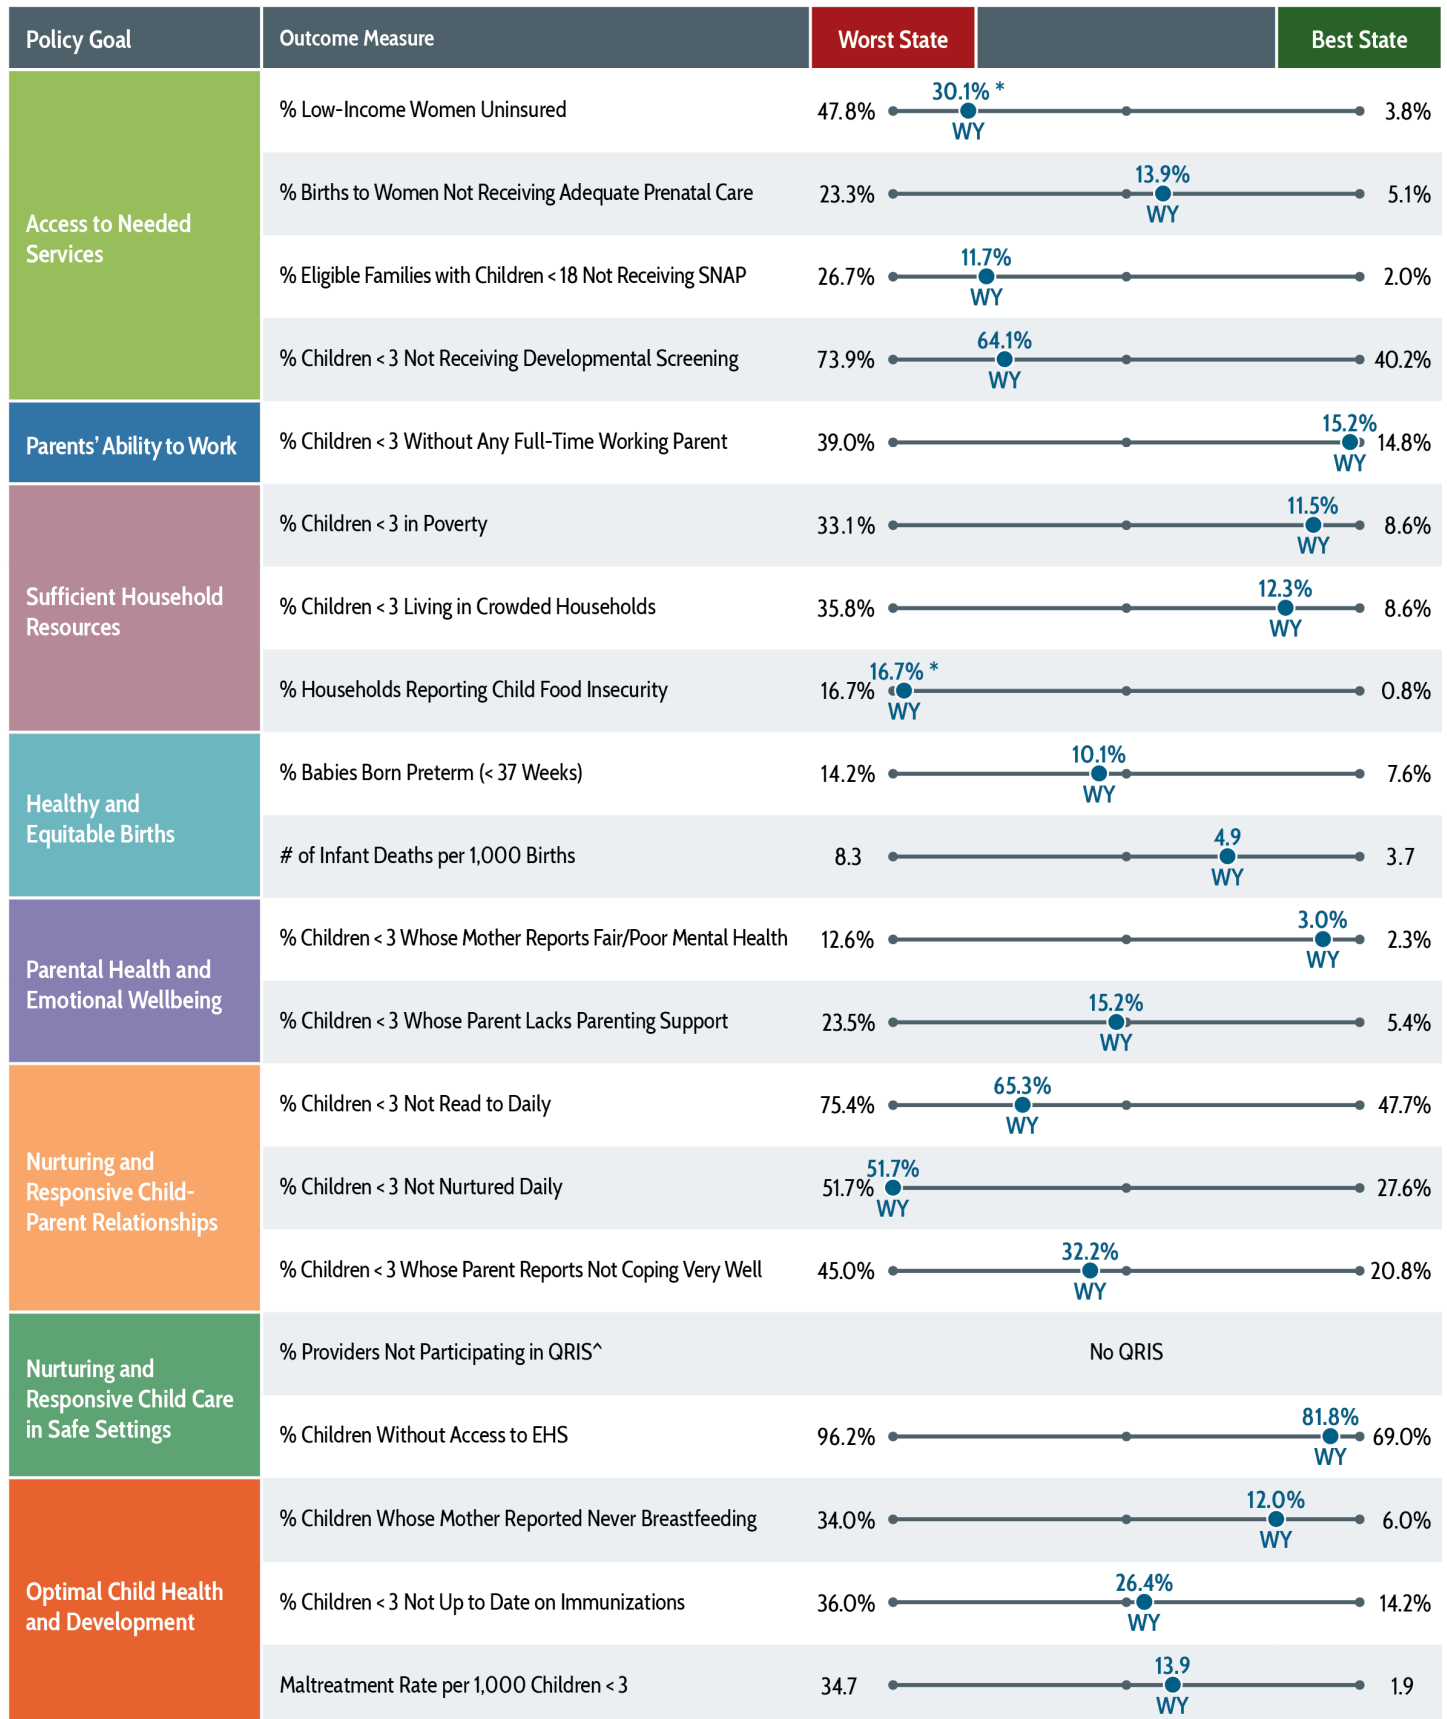 Policy Goal
Outcome Measure
Worst State
Best State
Access to Needed
Services
% Low-Income Women Uninsured
47.8%
30.1% *
WY
3.8%
% Births to Women Not Receiving Adequate Prenatal Care
23.3%
13.9%
WY
5.1%
% Eligible Families with Children < 18 Not Receiving SNAP
26.7%
11.7%
WY
2.0%
% Children < 3 Not Receiving Developmental Screening
73.9%
64.1%
WY
40.2%
Parents' Ability to Work
% Children < 3 Without Any Full-Time Working Parent
39.0%
15.2%
WY
14.8%
Sufficient Household
Resources
% Children < 3 in Poverty
33.1%
11.5%
WY
8.6%
% Children < 3 Living in Crowded Households
35.8%
12.3%
WY
8.6%
% Households Reporting Child Food Insecurity
16.7%
16.7% *
WY
0.8%
Healthy and
Equitable Births
% Babies Born Preterm (< 37 Weeks)
14.2%
10.1%
WY
7.6%
# of Infant Deaths per 1,000 Births
8.3
4.9
WY
3.7
Parental Health and
Emotional Wellbeing
% Children < 3 Whose Mother Reports Fair/Poor Mental Health
12.6%
3.0%
WY
2.3%
% Children < 3 Whose Parent Lacks Parenting Support
23.5%
15.2%
WY
5.4%
Nurturing and
Responsive Child-
Parent Relationships
% Children < 3 Not Read to Daily
75.4%
65.3%
WY
47.7%
% Children < 3 Not Nurtured Daily
51.7%
51.7%
WY
27.6%
% Children < 3 Whose Parent Reports Not Coping Very Well
45.0%
32.2%
WY
20.8%
Nurturing and
Responsive Child Care
in Safe Settings
% Providers Not Participating in QRIS^
No QRIS
% Children Without Access to EHS
96.2%
81.8%
WY
69.0%
Optimal Child Health
and Development
% Children Whose Mother Reported Never Breastfeeding
34.0%
12.0%
WY
6.0%
% Children < 3 Not Up to Date on Immunizations
36.0%
26.4%
WY
14.2%
Maltreatment Rate per 1,000 Children < 3
34.7
13.9
WY
1.9